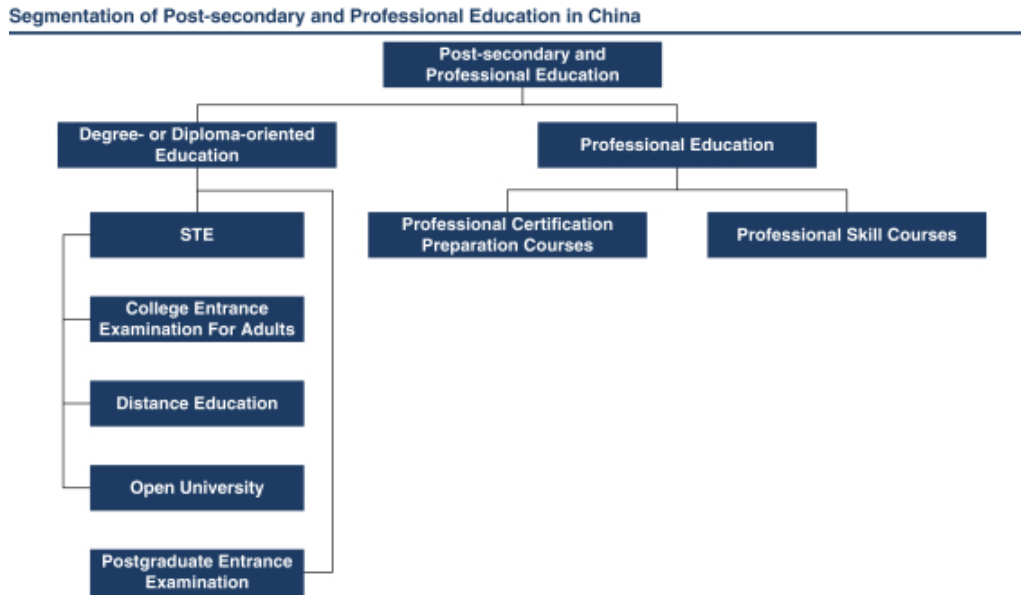 Segmentation of Post-secondary and Professional Education in China
Post-secondary and
Professional Education
Degree- or Diploma-oriented
Education
Professional Education
STE
Professional Certification
Preparation Courses
Professional Skill Courses
College Entrance
Examination For Adults
Distance Education
Open University
Postgraduate Entrance
Examination